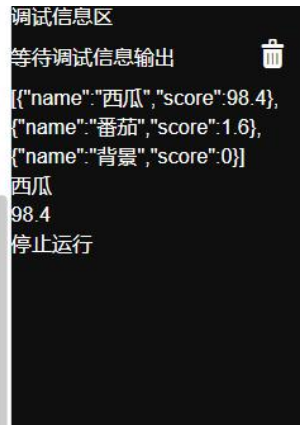 调试信息区
等待调试信息输出
[{"name":"西瓜","score":98.4},
{"name":"番茄","score":1.6},
{"name":"背景","score":0}]
西瓜
98.4
停止运行